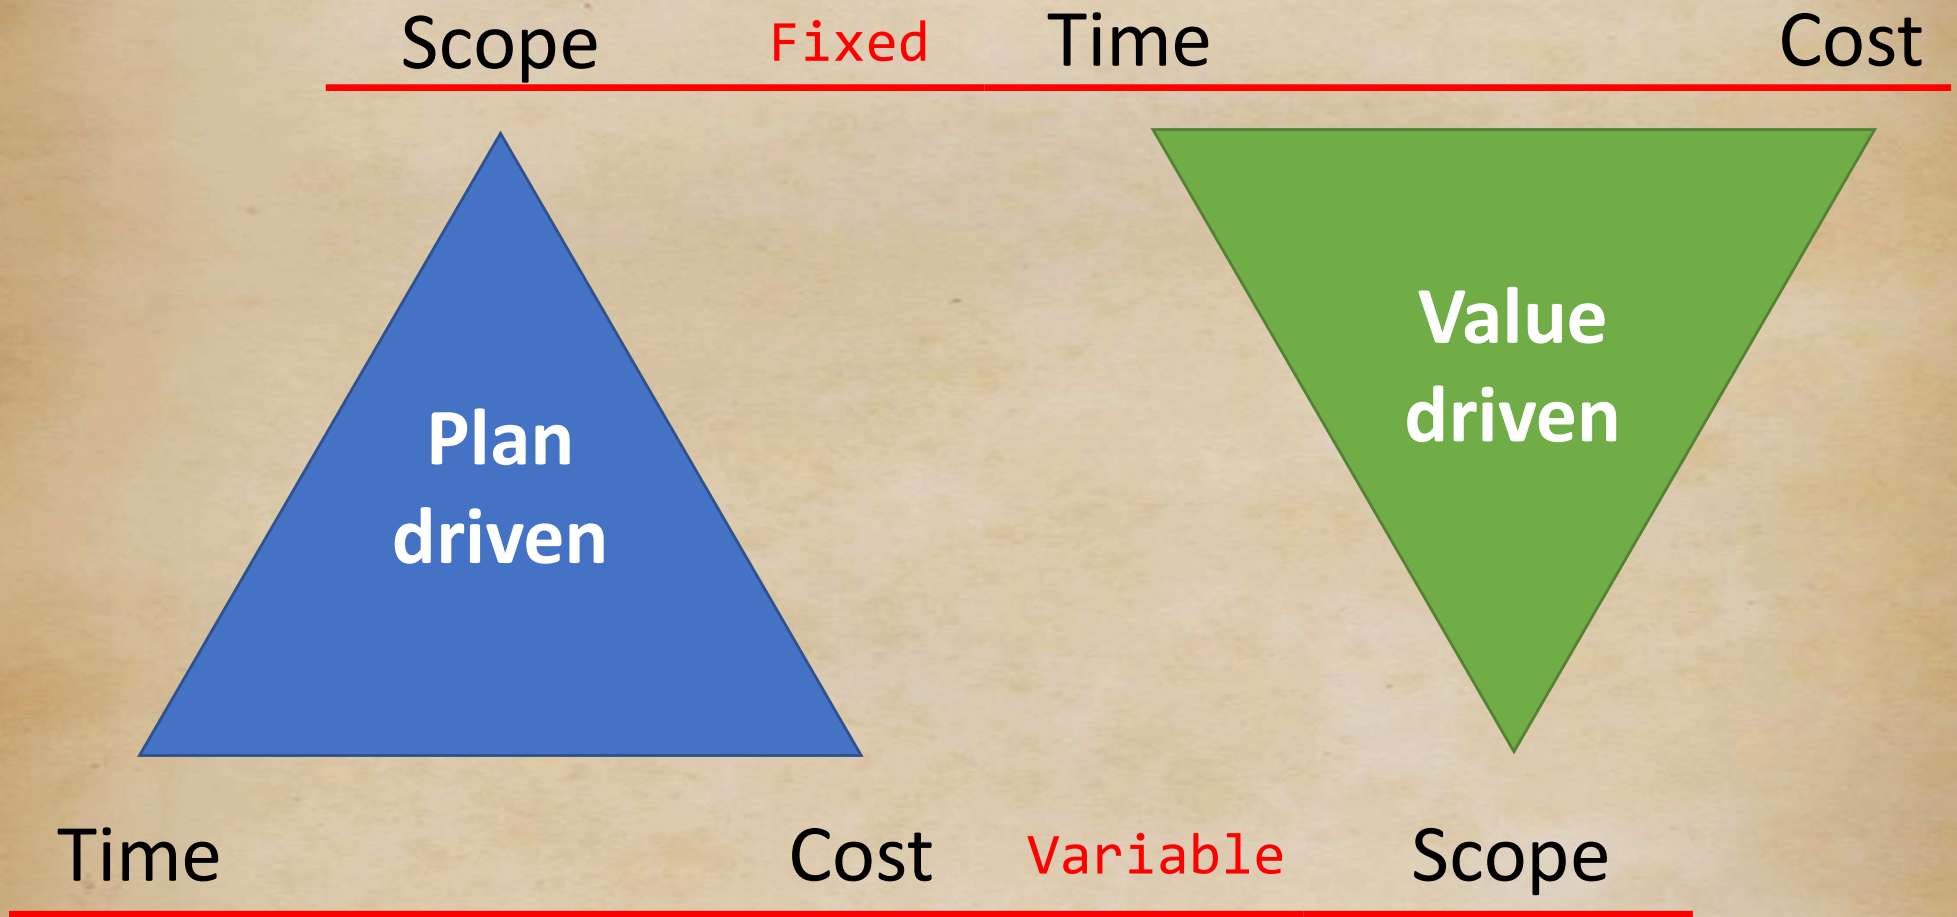 Scope Fixed Time Cost
Value
driven
Plan
driven
Time Cost Variable Scope